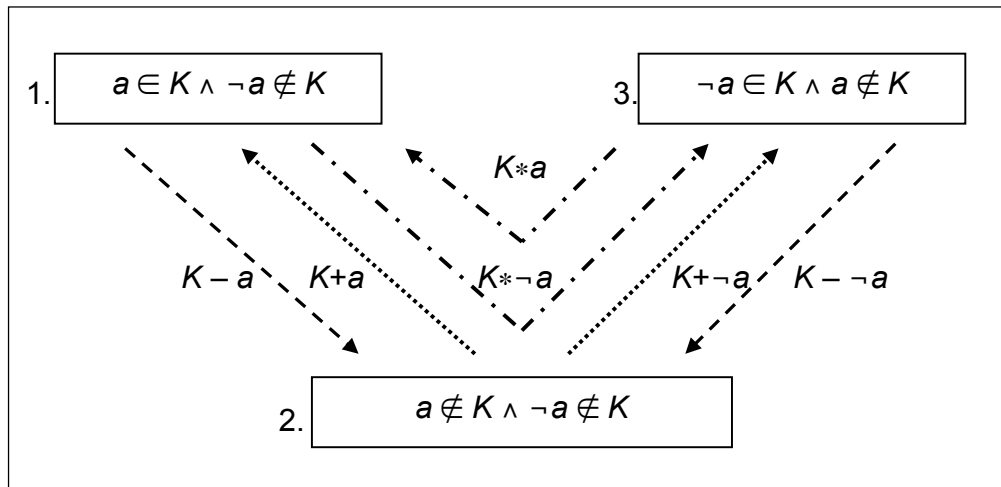 1. a ∈ K ∧ ¬a ∉ K
3. ¬a ∈ K ∧ a ∉ K
K∗a
K – a
K+a
K∗¬a
K+¬a
K – ¬a
2. a ∉ K ∧ ¬a ∉ K